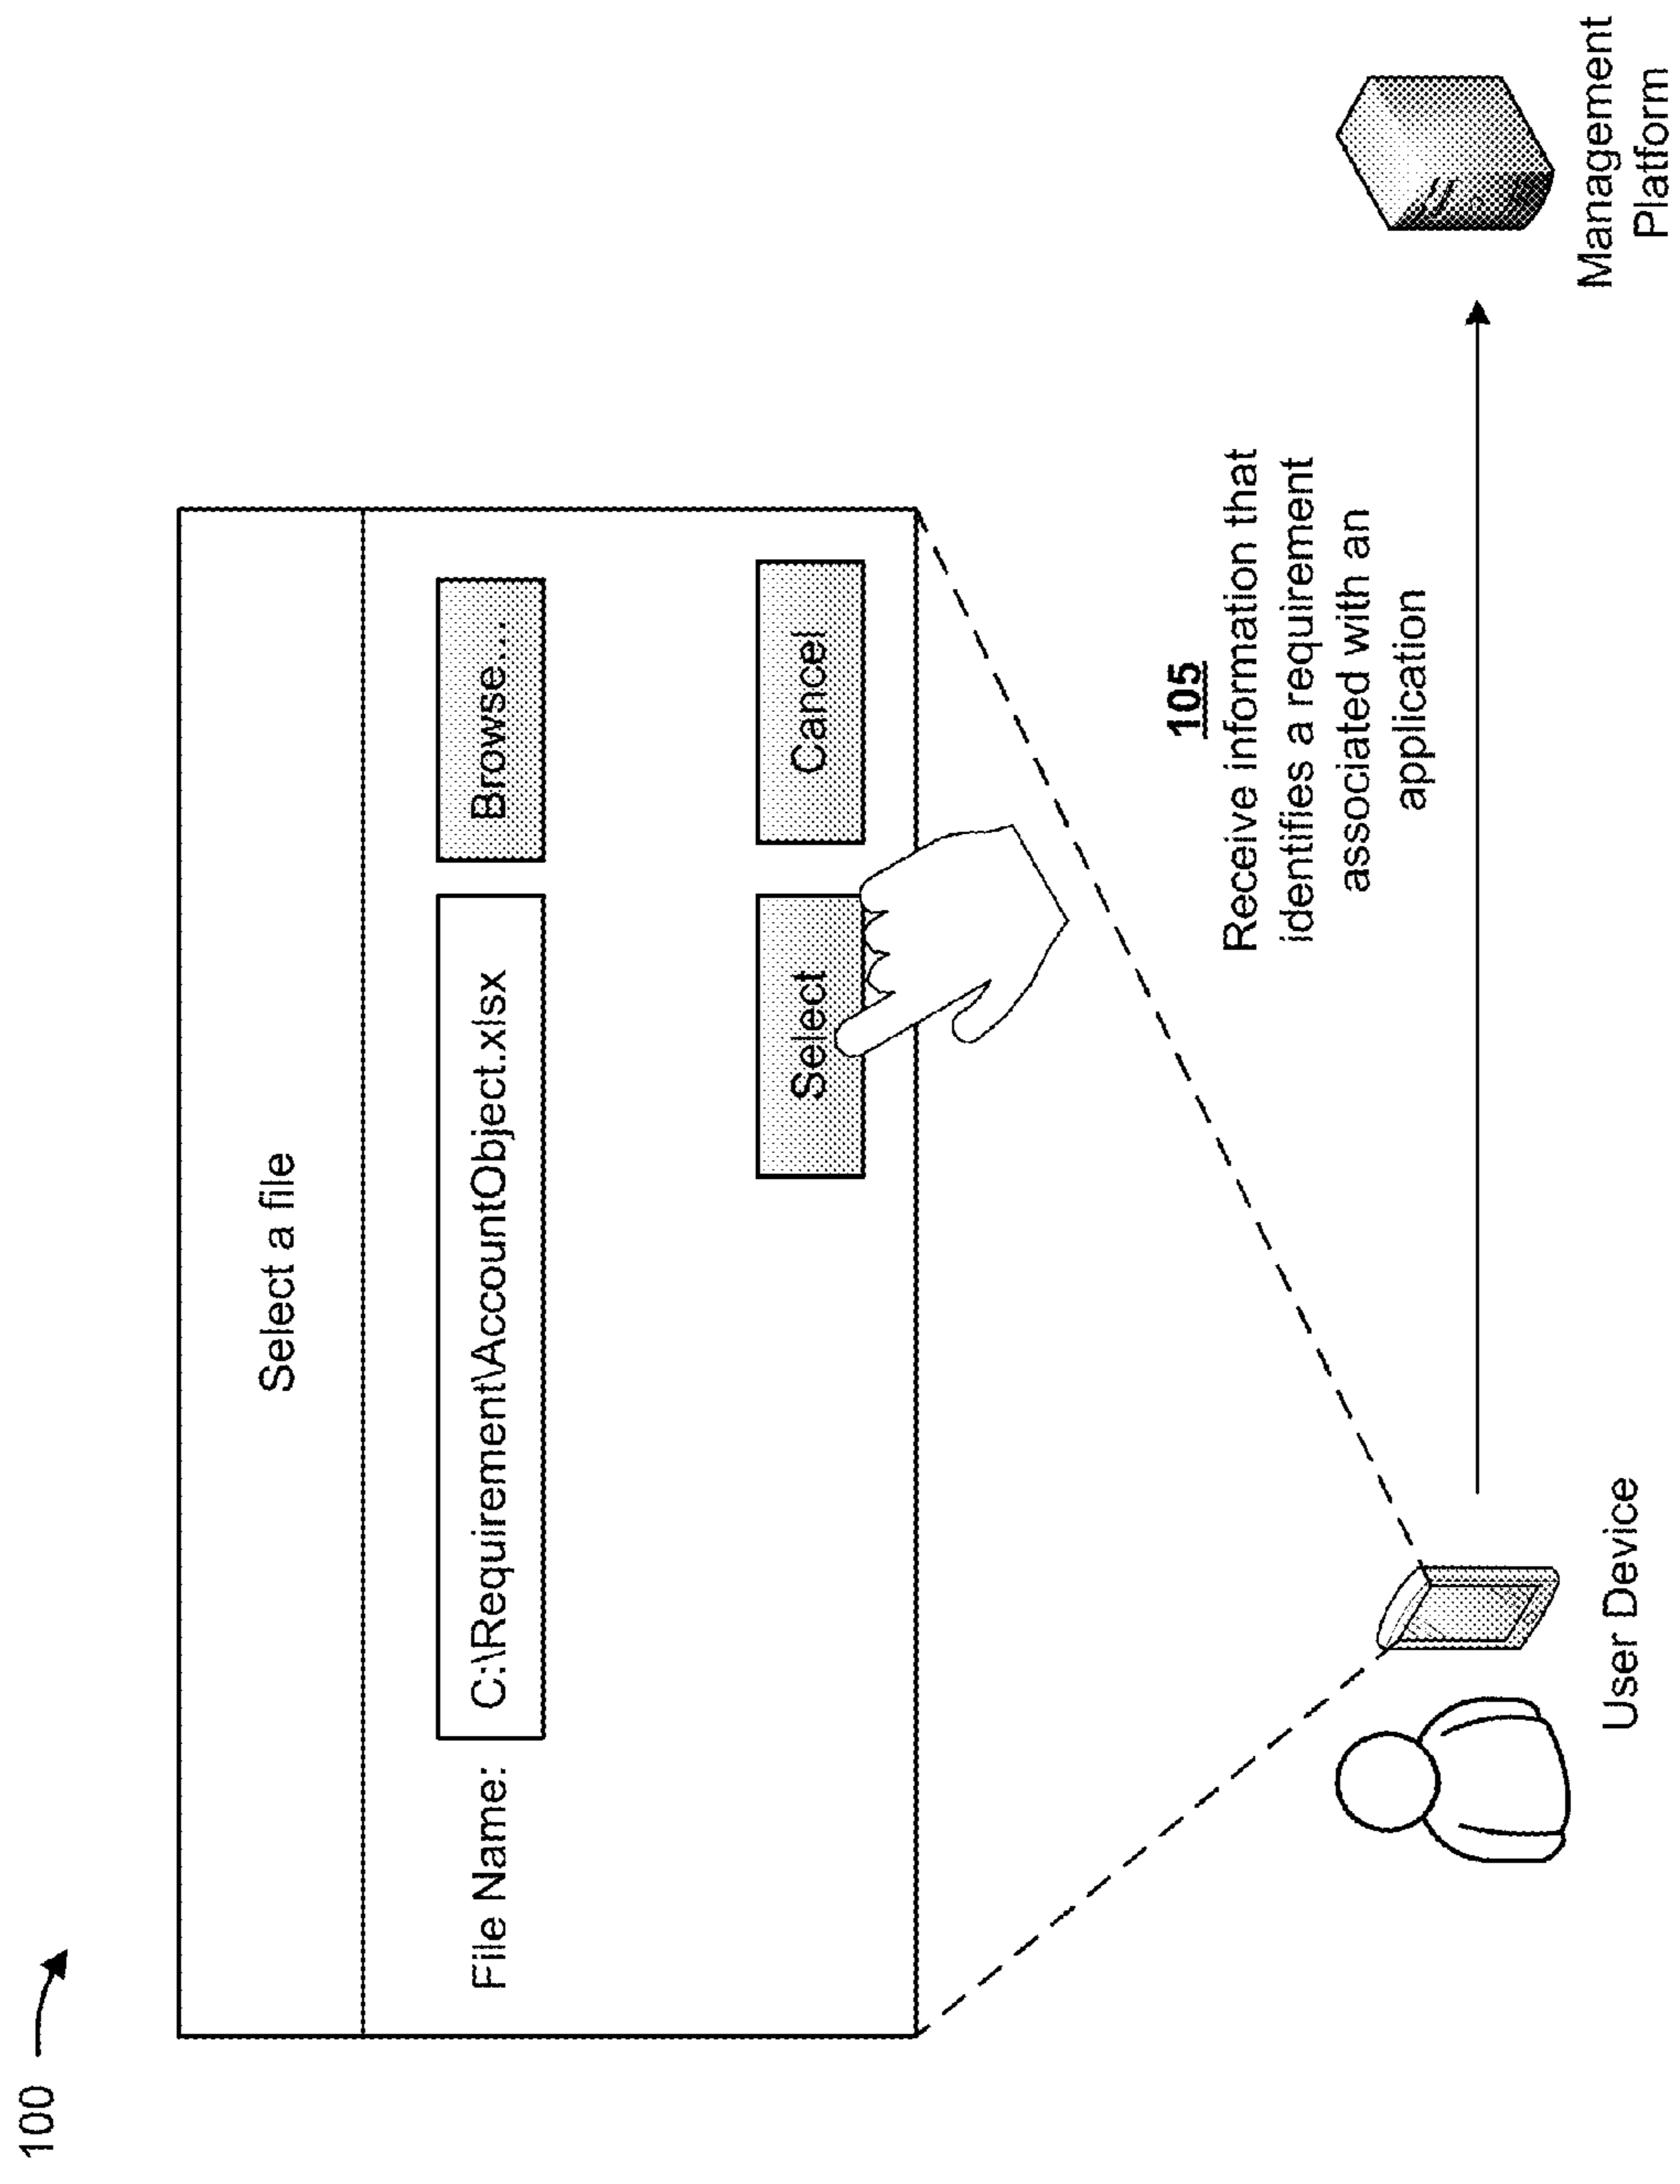 100
Select a file
File Name: C:\Requirement\AccountObject.xlsx Browse...
Select Cancel
105
Receive information that
identifies a requirement
associated with an
application
User Device
Management
Platform